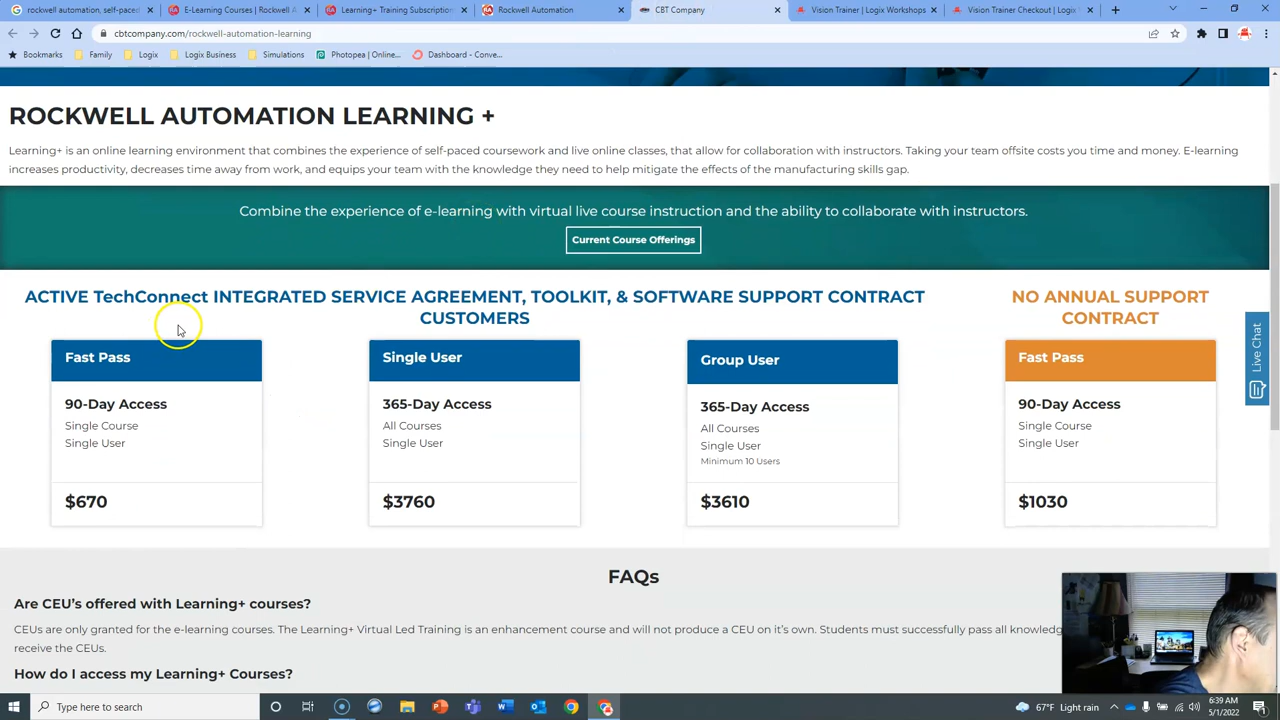 rockwell automation, self-paced
E-Learning Courses | Rockwell A
Learning+ Training Subscription
Rockwell Automation
CBT Company
Vision Trainer | Logix Workshops
Vision Trainer Checkout | Logix
cbtcompany.com/rockwell-automation-learning
Bookmarks
Family
Logix
Logix Business
Simulations
Photopea | Online...
Dashboard - Conve...
ROCKWELL AUTOMATION LEARNING +
Learning+ is an online learning environment that combines the experience of self-paced coursework and live online classes, that allow for collaboration with instructors. Taking your team offsite costs you time and money. E-learning
increases productivity, decreases time away from work, and equips your team with the knowledge they need to help mitigate the effects of the manufacturing skills gap.
Combine the experience of e-learning with virtual live course instruction and the ability to collaborate with instructors.
Current Course Offerings
ACTIVE TechConnect INTEGRATED SERVICE AGREEMENT, TOOLKIT, & SOFTWARE SUPPORT CONTRACT
CUSTOMERS
Fast Pass
90-Day Access
Single Course
Single User
$670
Single User
365-Day Access
All Courses
Single User
$3760
Group User
365-Day Access
All Courses
Single User
Minimum 10 Users
$3610
NO ANNUAL SUPPORT
CONTRACT
Fast Pass
90-Day Access
Single Course
Single User
$1030
Live Chat
FAQs
Are CEU's offered with Learning+ courses?
CEUs are only granted for the e-learning courses. The Learning+ Virtual Led Training is an enhancement course and will not produce a CEU on it's own. Students must successfully pass all knowledg
receive the CEUs.
How do I access my Learning+ Courses?
Type here to search
67°F Light rain
6:39 AM
5/1/2022